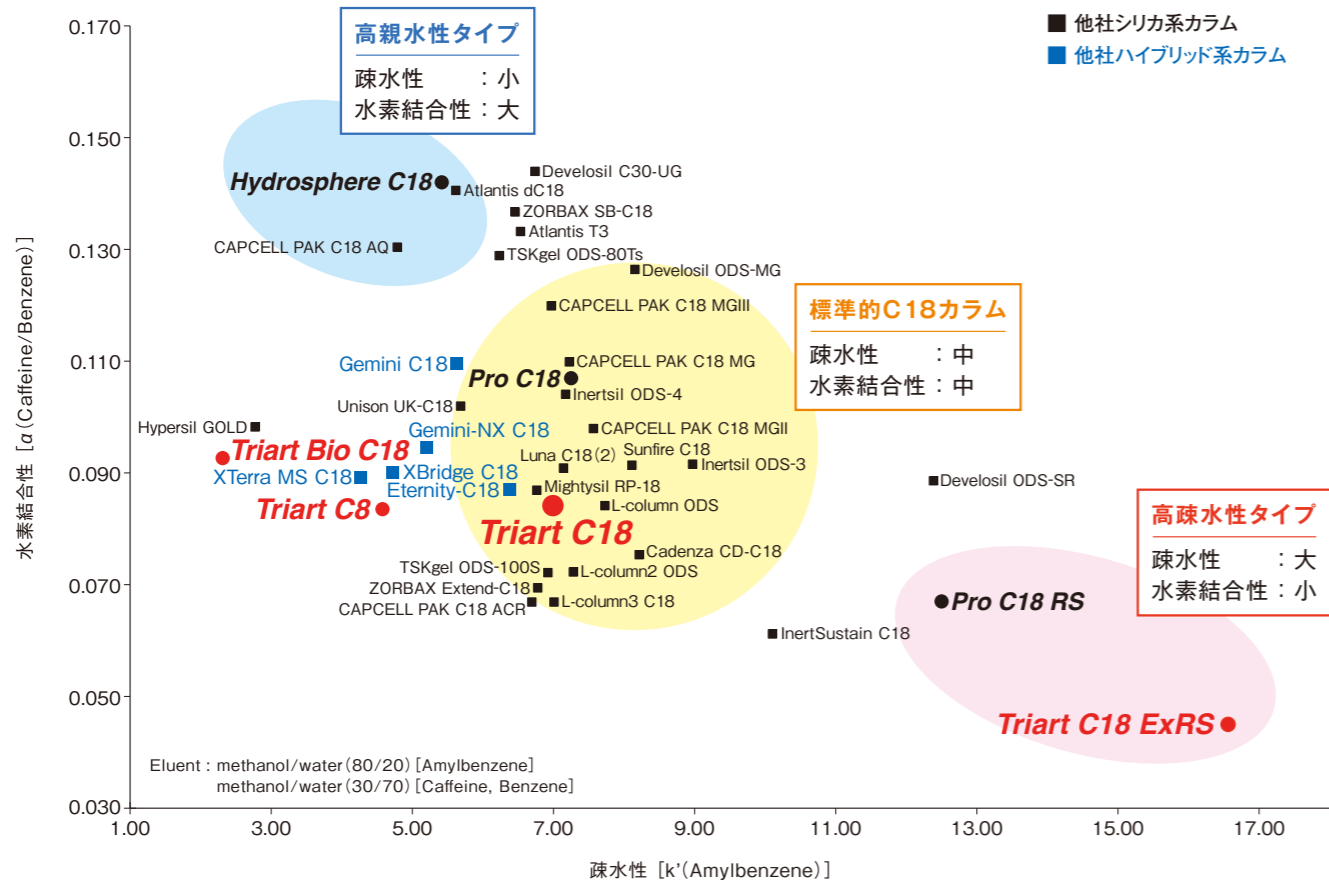 0.170
0.150
0.130
0.110
0.090
0.070
0.050
0.030
水素結合性 [α(Caffeine/Benzene)]
高親水性タイプ
疎水性 : 小
水素結合性 : 大
■ 他社シリカ系カラム
■ 他社ハイブリッド系カラム
Hydrosphere C18
Develosil C30-UG
Atlantis dC18
ZORBAX SB-C18
Atlantis T3
CAPCELL PAK C18 AQ
TSKgel ODS-80Ts
Develosil ODS-MG
CAPCELL PAK C18 MGIII
標準的C18カラム
疎水性 : 中
水素結合性 : 中
Gemini C18
CAPCELL PAK C18 MG
Pro C18
Inertsil ODS-4
Unison UK-C18
Hypersil GOLD
Gemini-NX C18
CAPCELL PAK C18 MGII
Triart Bio C18
Luna C18(2)
Sunfire C18
Inertsil ODS-3
XTerra MS C18
XBridge C18
Eternity-C18
Mightysil RP-18
Develosil ODS-SR
Triart C8
L-column ODS
Triart C18
高疎水性タイプ
疎水性 : 大
水素結合性 : 小
Cadenza CD-C18
TSKgel ODS-100S
L-column2 ODS
ZORBAX Extend-C18
CAPCELL PAK C18 ACR
L-column3 C18
Pro C18 RS
InertSustain C18
Triart C18 ExRS
Eluent : methanol/water(80/20) [Amylbenzene]
methanol/water(30/70) [Caffeine, Benzene]
1.00 3.00 5.00 7.00 9.00 11.00 13.00 15.00 17.00
疎水性 [k'(Amylbenzene)]